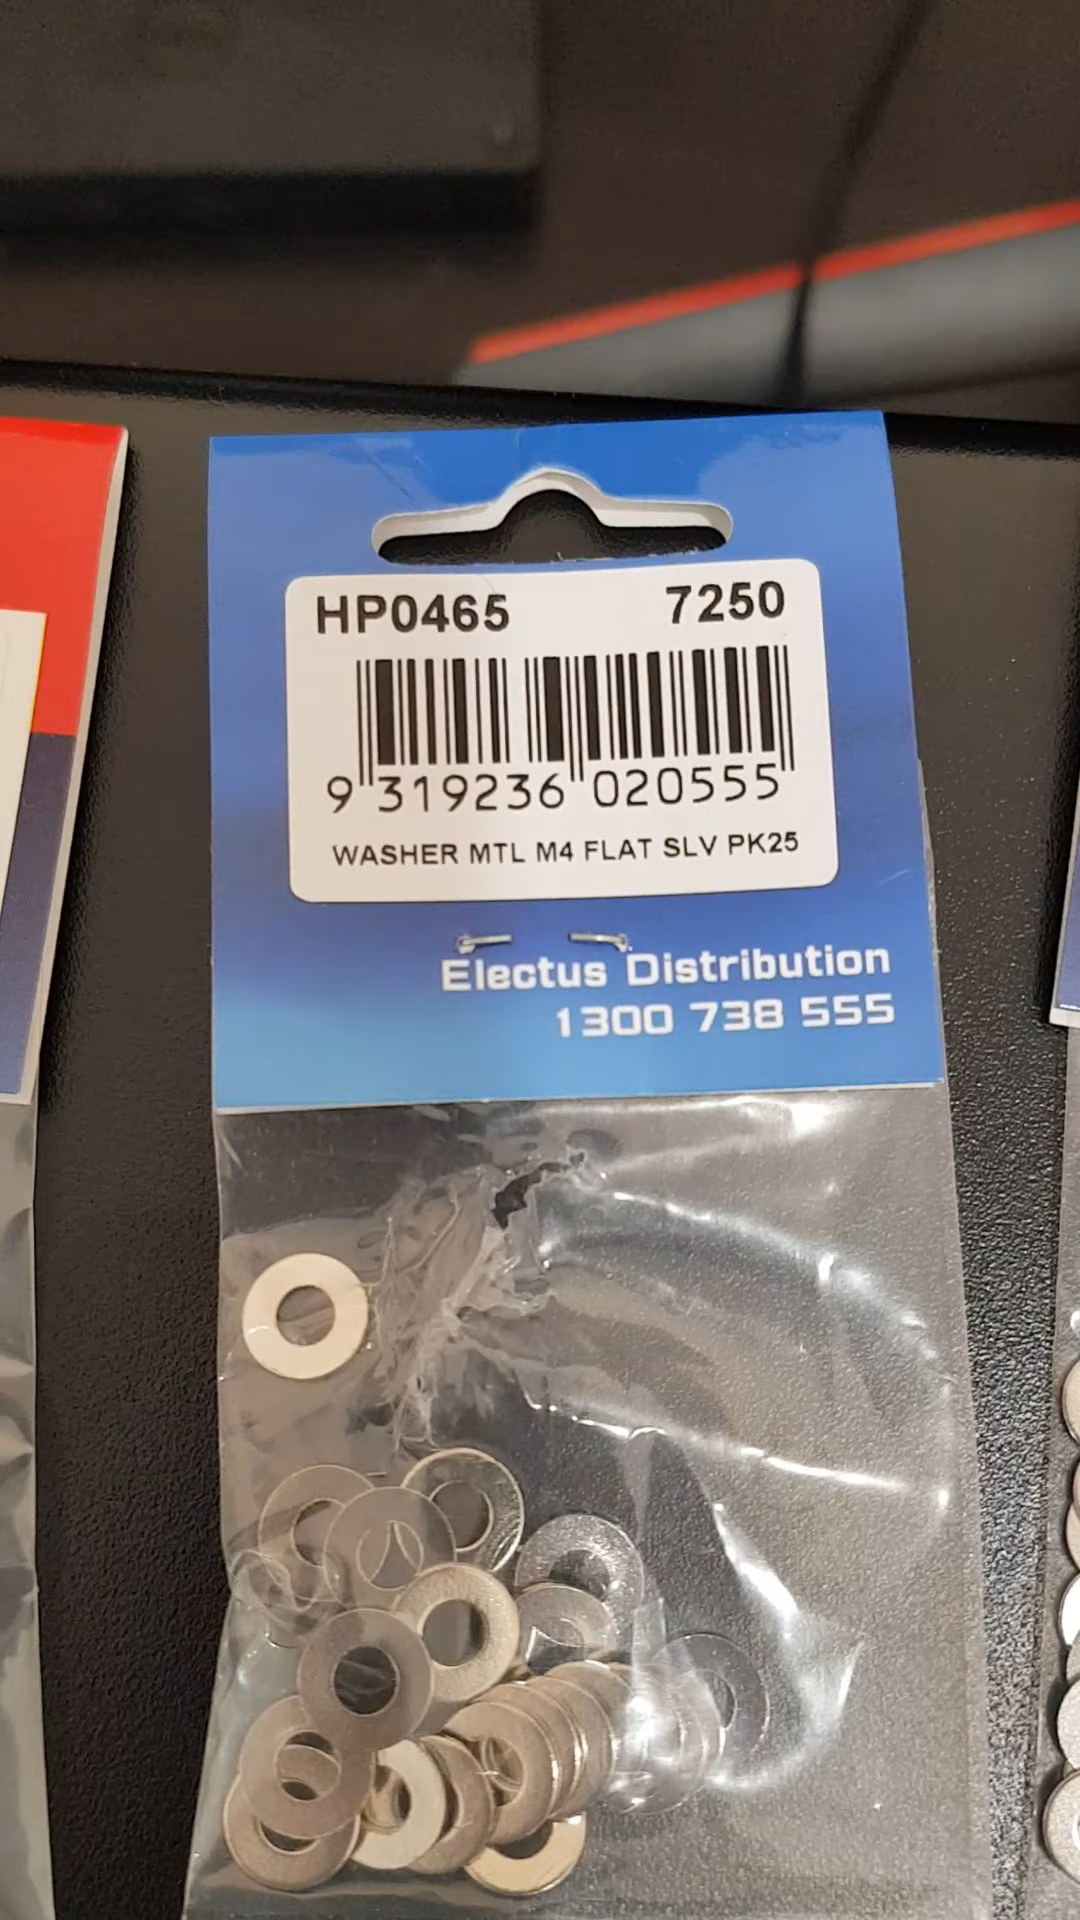 HP0465 7250
9 319236 020555
WASHER MTL M4 FLAT SLV PK25
Electus Distribution
1300 738 555